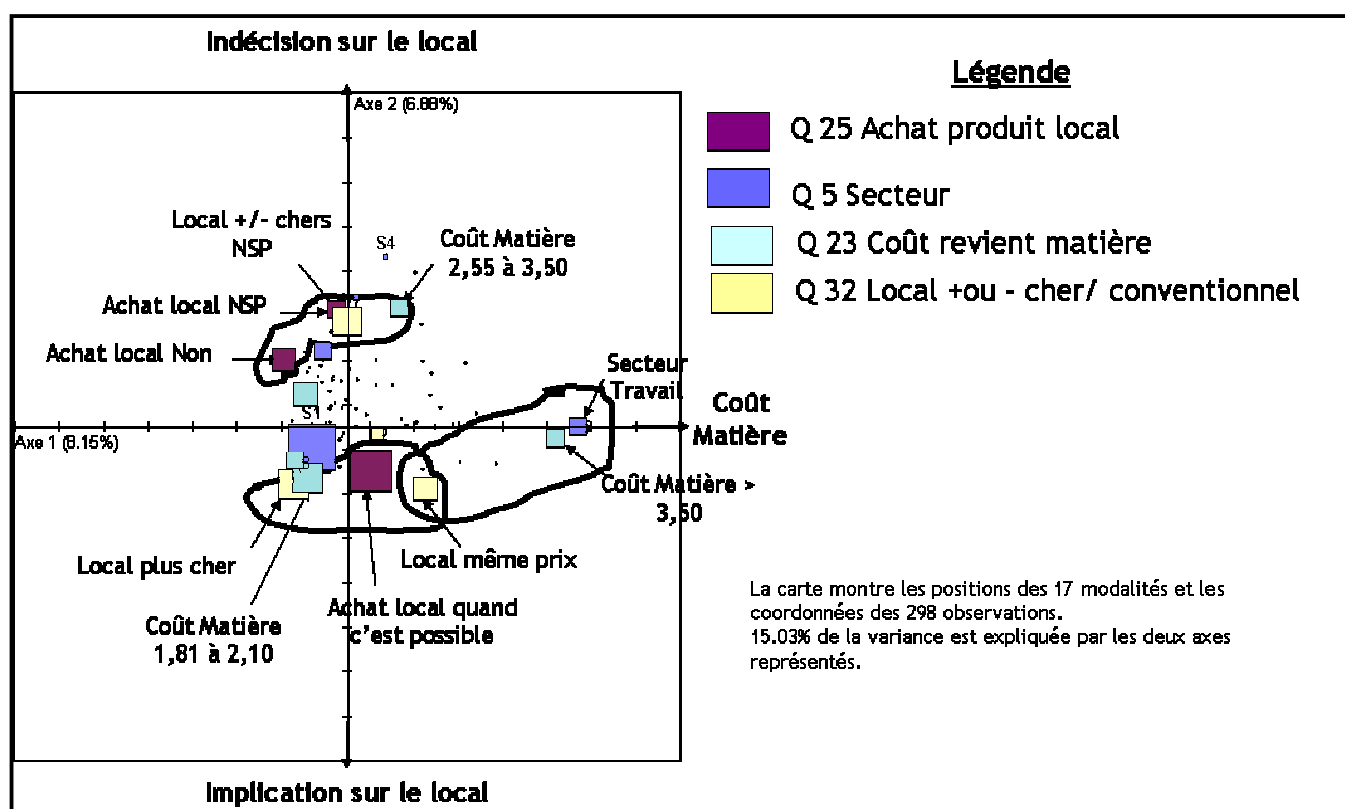 Indécision sur le local
Axe 2 (6.88%)
Légende
Q 25 Achat produit local
Q 5 Secteur
Q 23 Coût revient matière
Q 32 Local +ou - cher/ conventionnel
Local +/- chers
NSP
S4
Coût Matière
2,55 à 3,50
Achat local NSP
Achat local Non
Secteur
Travail
S1
Coût
Matière
Axe 1 (8.15%)
Coût Matière >
3,50
Local plus cher
Local même prix
Achat local quand
c'est possible
Coût Matière
1,81 à 2,10
La carte montre les positions des 17 modalités et les
coordonnées des 298 observations.
15.03% de la variance est expliquée par les deux axes
représentés.
Implication sur le local